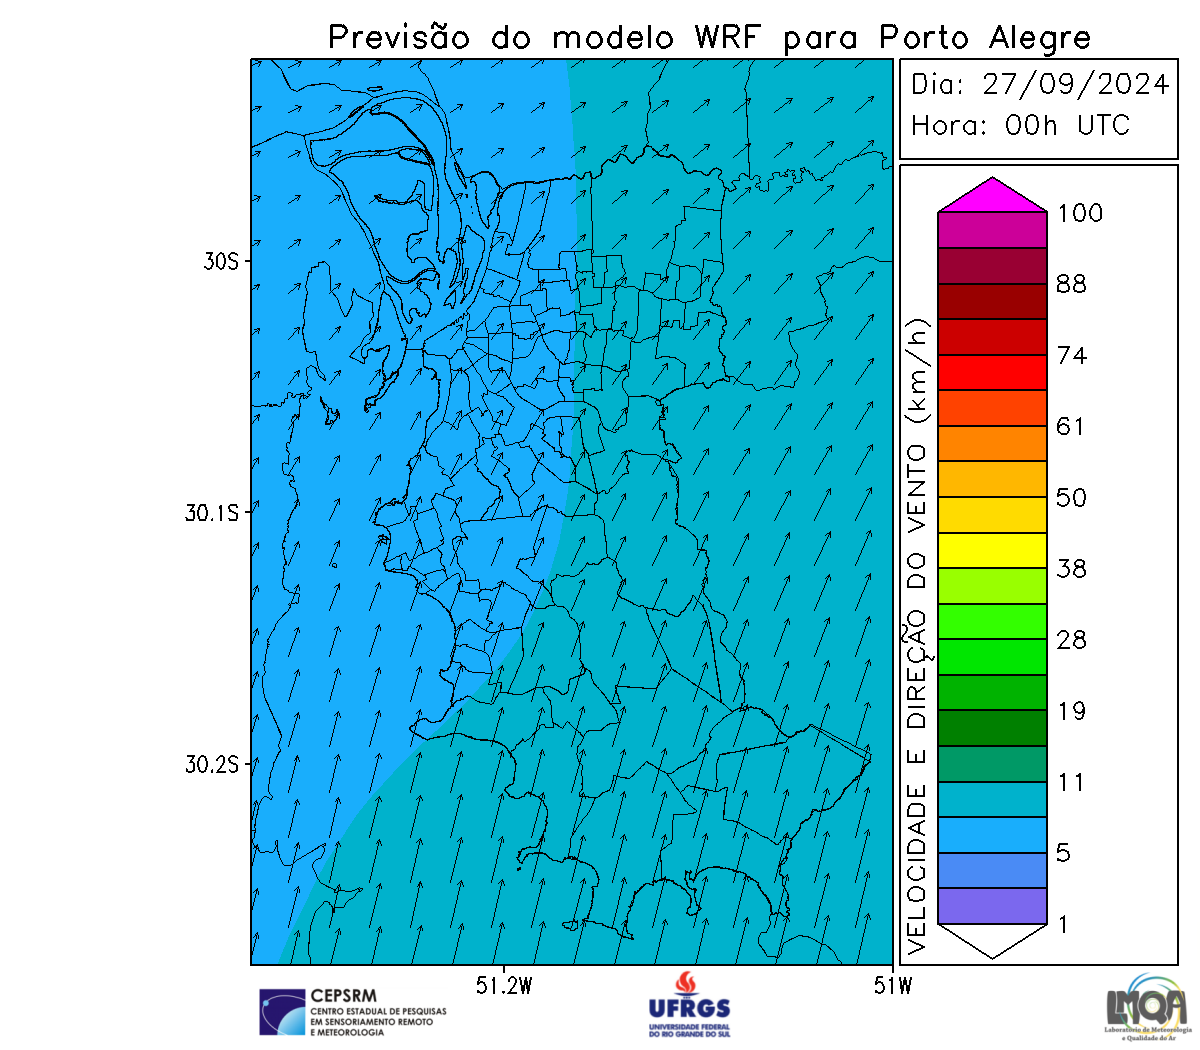 Previsão do modelo WRF para Porto Alegre
Dia: 27/09/2024
Hora: 00h UTC
100
88
74
61
50
38
28
19
11
5
1
VELOCIDADE E DIREÇÃO DO VENTO (km/h)
30S
30.1S
30.2S
51.2W
51W
CEPSRM
CENTRO ESTADUAL DE PESQUISAS
EM SENSORIAMENTO REMOTO
E METEOROLOGIA
UFRGS
UNIVERSIDADE FEDERAL
DO RIO GRANDE DO SUL
LMQA
Laboratório de Meteorologia
e Qualidade do Ar